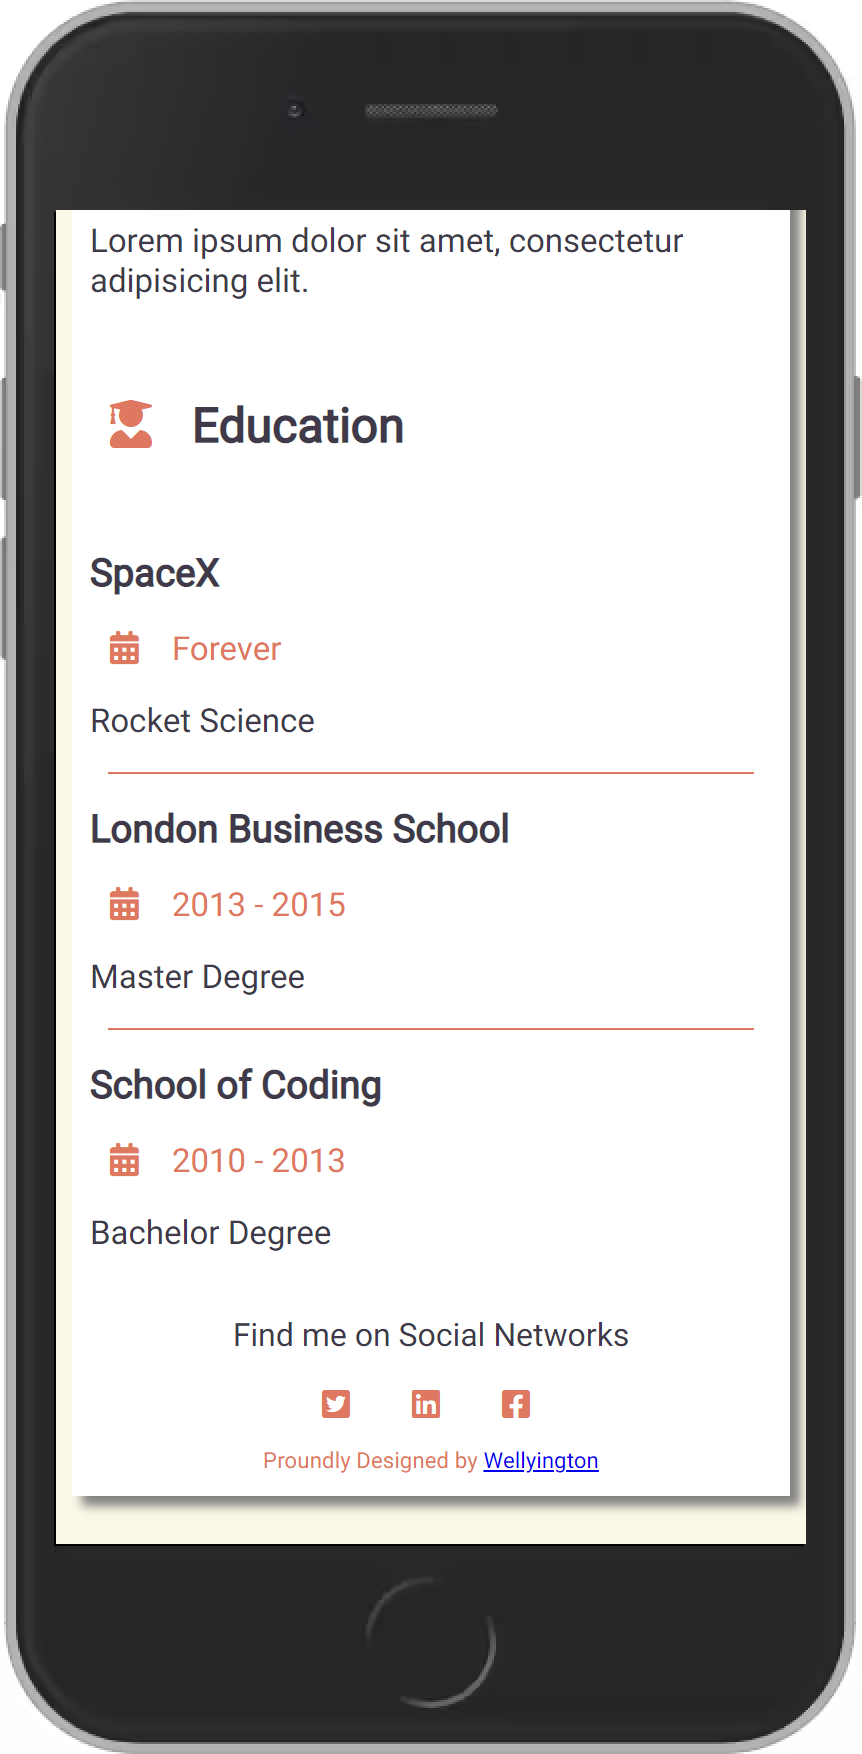 Lorem ipsum dolor sit amet, consectetur
adipisicing elit.
Education
SpaceX
Forever
Rocket Science
London Business School
2013 - 2015
Master Degree
School of Coding
2010 - 2013
Bachelor Degree
Find me on Social Networks
Proundly Designed by Wellyington